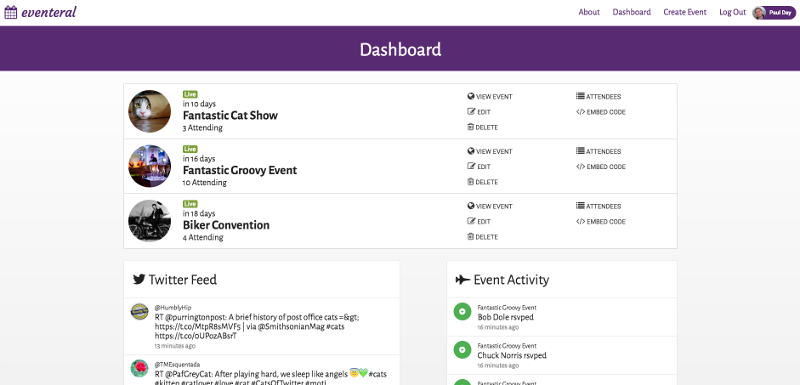 eventeral
About Dashboard Create Event Log Out Paul Day
Dashboard
Live
in 10 days
Fantastic Cat Show
3 Attending
VIEW EVENT
EDIT
DELETE
ATTENDEES
</> EMBED CODE
Live
in 16 days
Fantastic Groovy Event
10 Attending
VIEW EVENT
EDIT
DELETE
ATTENDEES
</> EMBED CODE
Live
in 18 days
Biker Convention
4 Attending
VIEW EVENT
EDIT
DELETE
ATTENDEES
</> EMBED CODE
Twitter Feed
@HumblyHip
RT @purringtonpost: A brief history of post office cats =&gt;
https://t.co/MtpR8sMVF5 | via @SmithsonianMag #cats
https://t.co/0UPozABsrT
13 minutes ago
@TMEsquentada
RT @PafGreyCat: After playing hard, we sleep like angels 😇💚 #cats
#kitten #catlover #love #cat #CatsOfTwitter #moti
Event Activity
Fantastic Groovy Event
Bob Dole rsvped
16 minutes ago
Fantastic Groovy Event
Chuck Norris rsvped
16 minutes ago
Fantastic Groovy Event